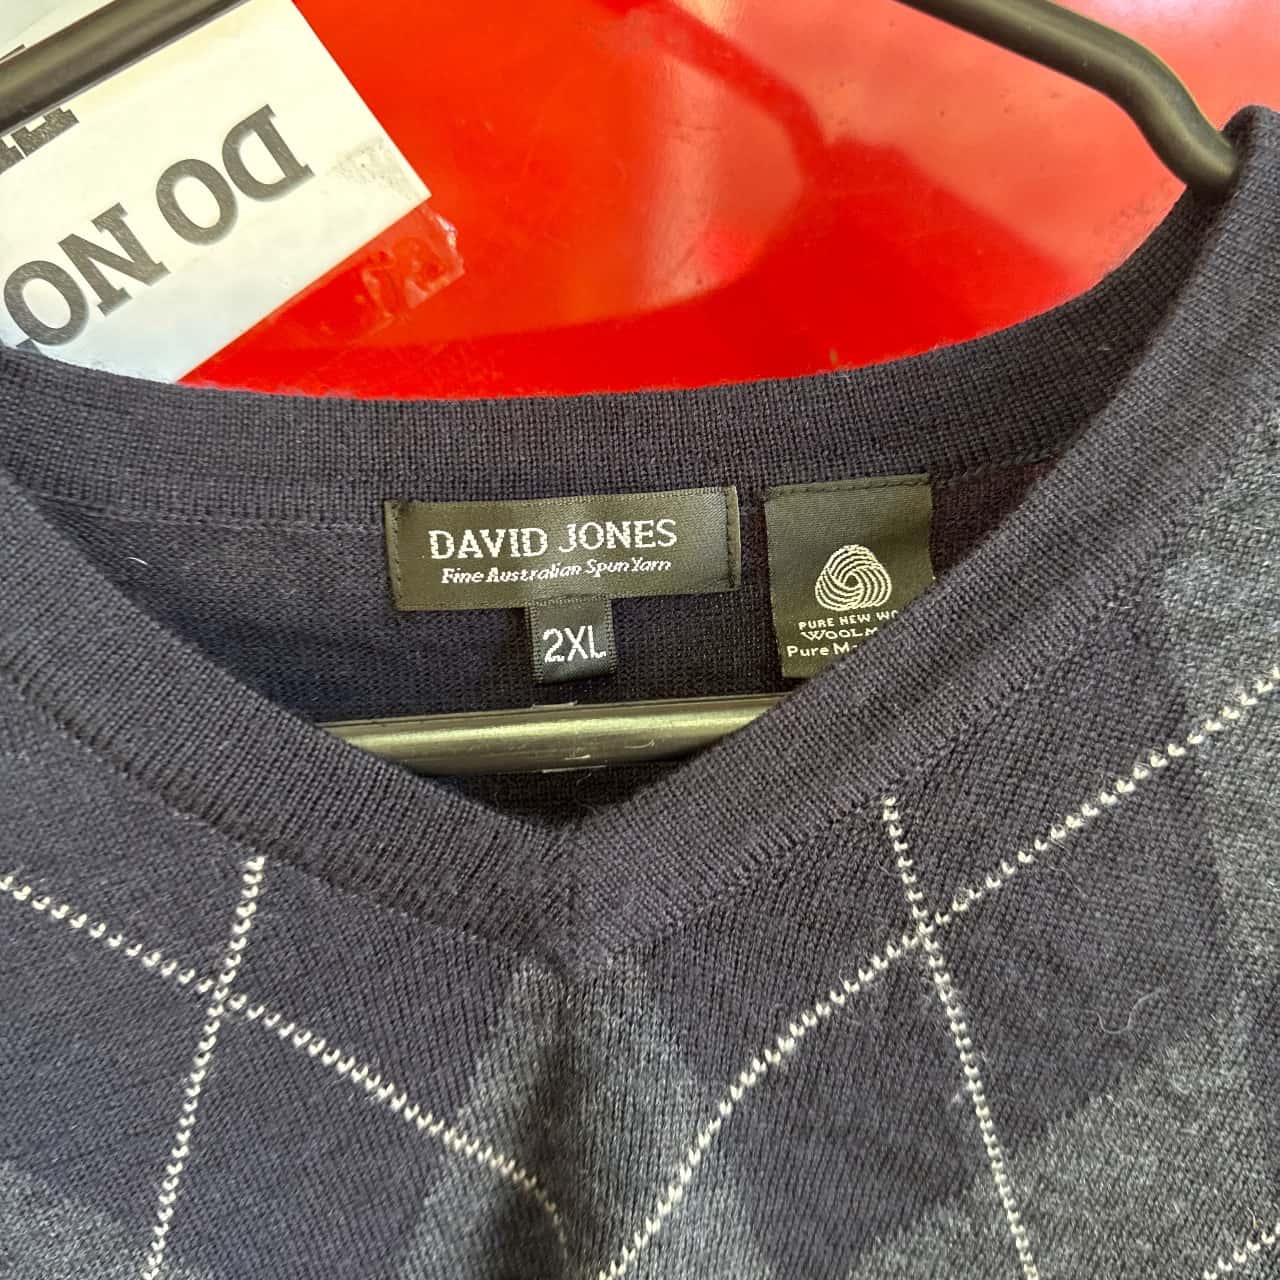 DO NO
DAVID JONES
Fine Australian Spun Yarn
2XL
PURE NEW WO
WOOLM
Pure M